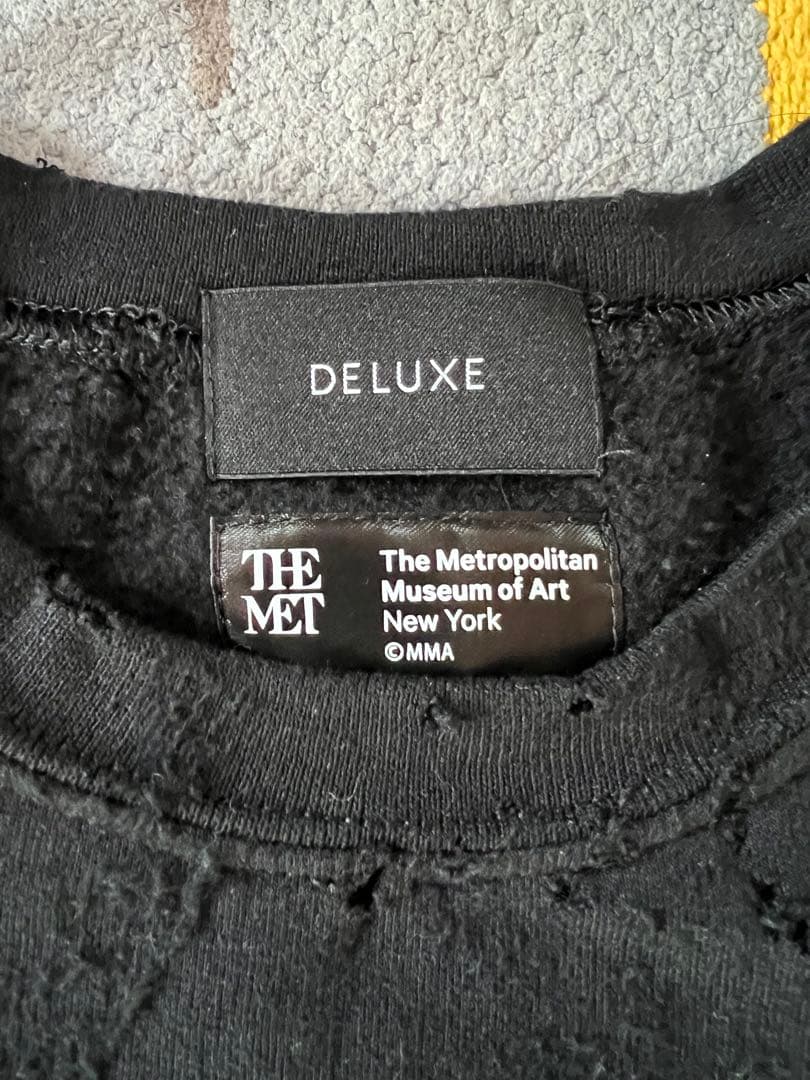 DELUXE
THE
MET
The Metropolitan
Museum of Art
New York
©MMA